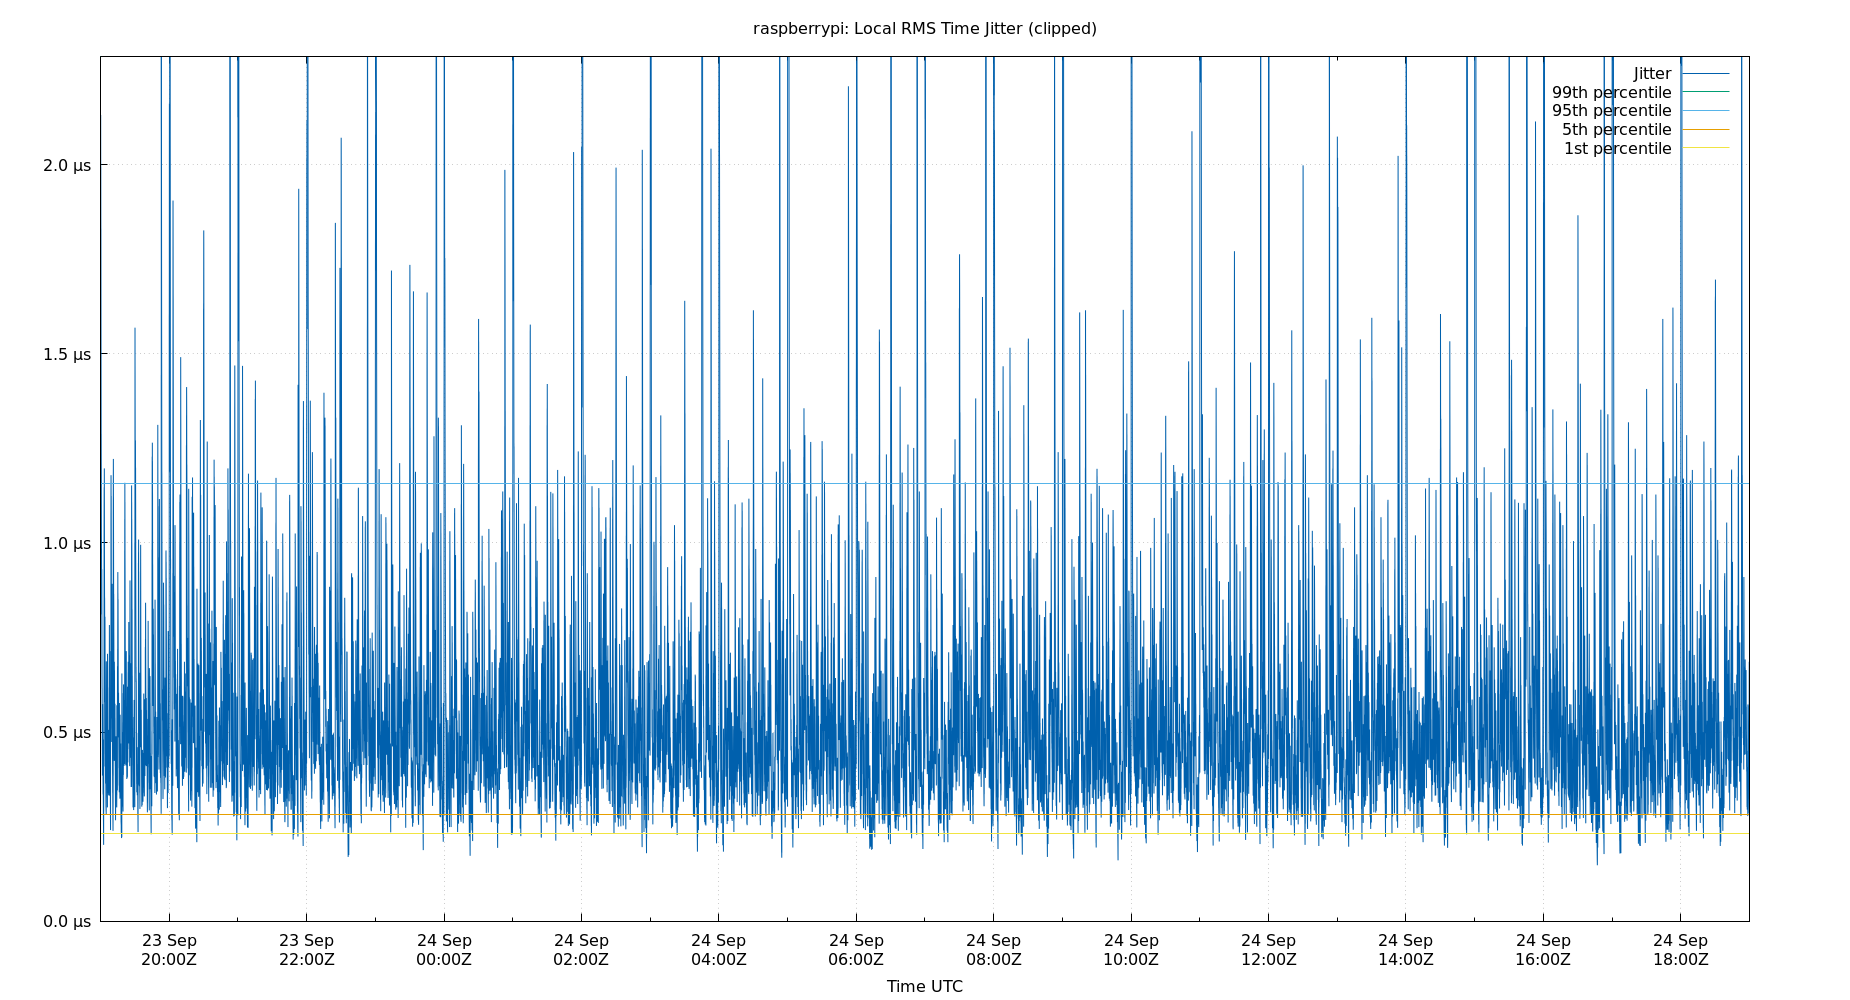 raspberrypi: Local RMS Time Jitter (clipped)
Jitter
99th percentile
95th percentile
5th percentile
1st percentile
2.0 µs
1.5 µs
1.0 µs
0.5 µs
0.0 µs
23 Sep 23 Sep 24 Sep 24 Sep 24 Sep 24 Sep 24 Sep 24 Sep 24 Sep 24 Sep 24 Sep 24 Sep
20:00Z 22:00Z 00:00Z 02:00Z 04:00Z 06:00Z 08:00Z 10:00Z 12:00Z 14:00Z 16:00Z 18:00Z
Time UTC